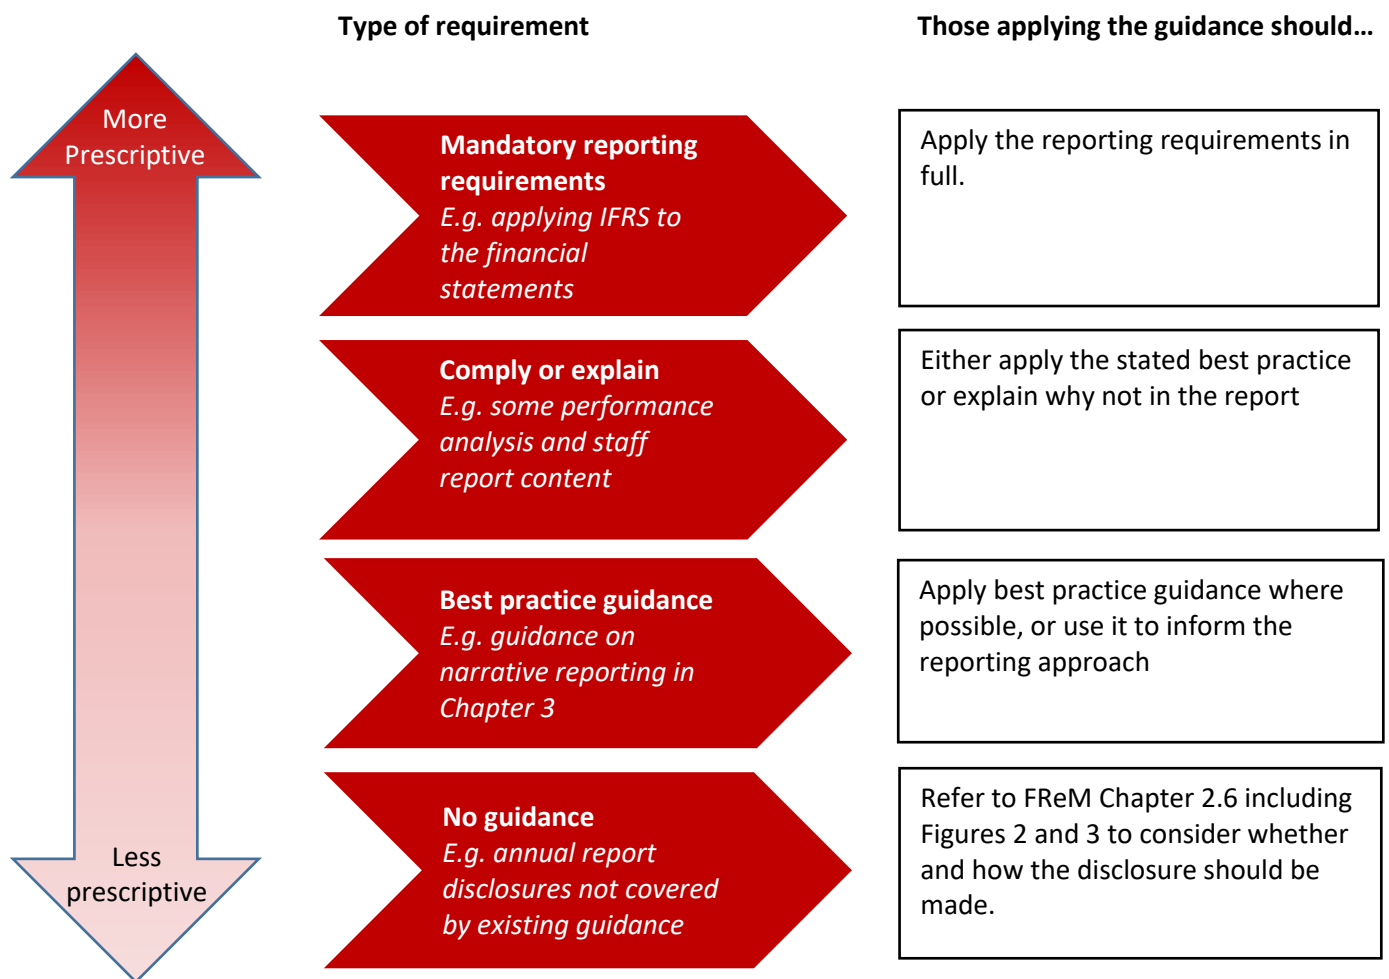 Type of requirement
Those applying the guidance should…
More
Prescriptive
Mandatory reporting
requirements
E.g. applying IFRS to
the financial
statements
Apply the reporting requirements in
full.
Comply or explain
E.g. some performance
analysis and staff
report content
Either apply the stated best practice
or explain why not in the report
Best practice guidance
E.g. guidance on
narrative reporting in
Chapter 3
Apply best practice guidance where
possible, or use it to inform the
reporting approach
Less
prescriptive
No guidance
E.g. annual report
disclosures not covered
by existing guidance
Refer to FReM Chapter 2.6 including
Figures 2 and 3 to consider whether
and how the disclosure should be
made.